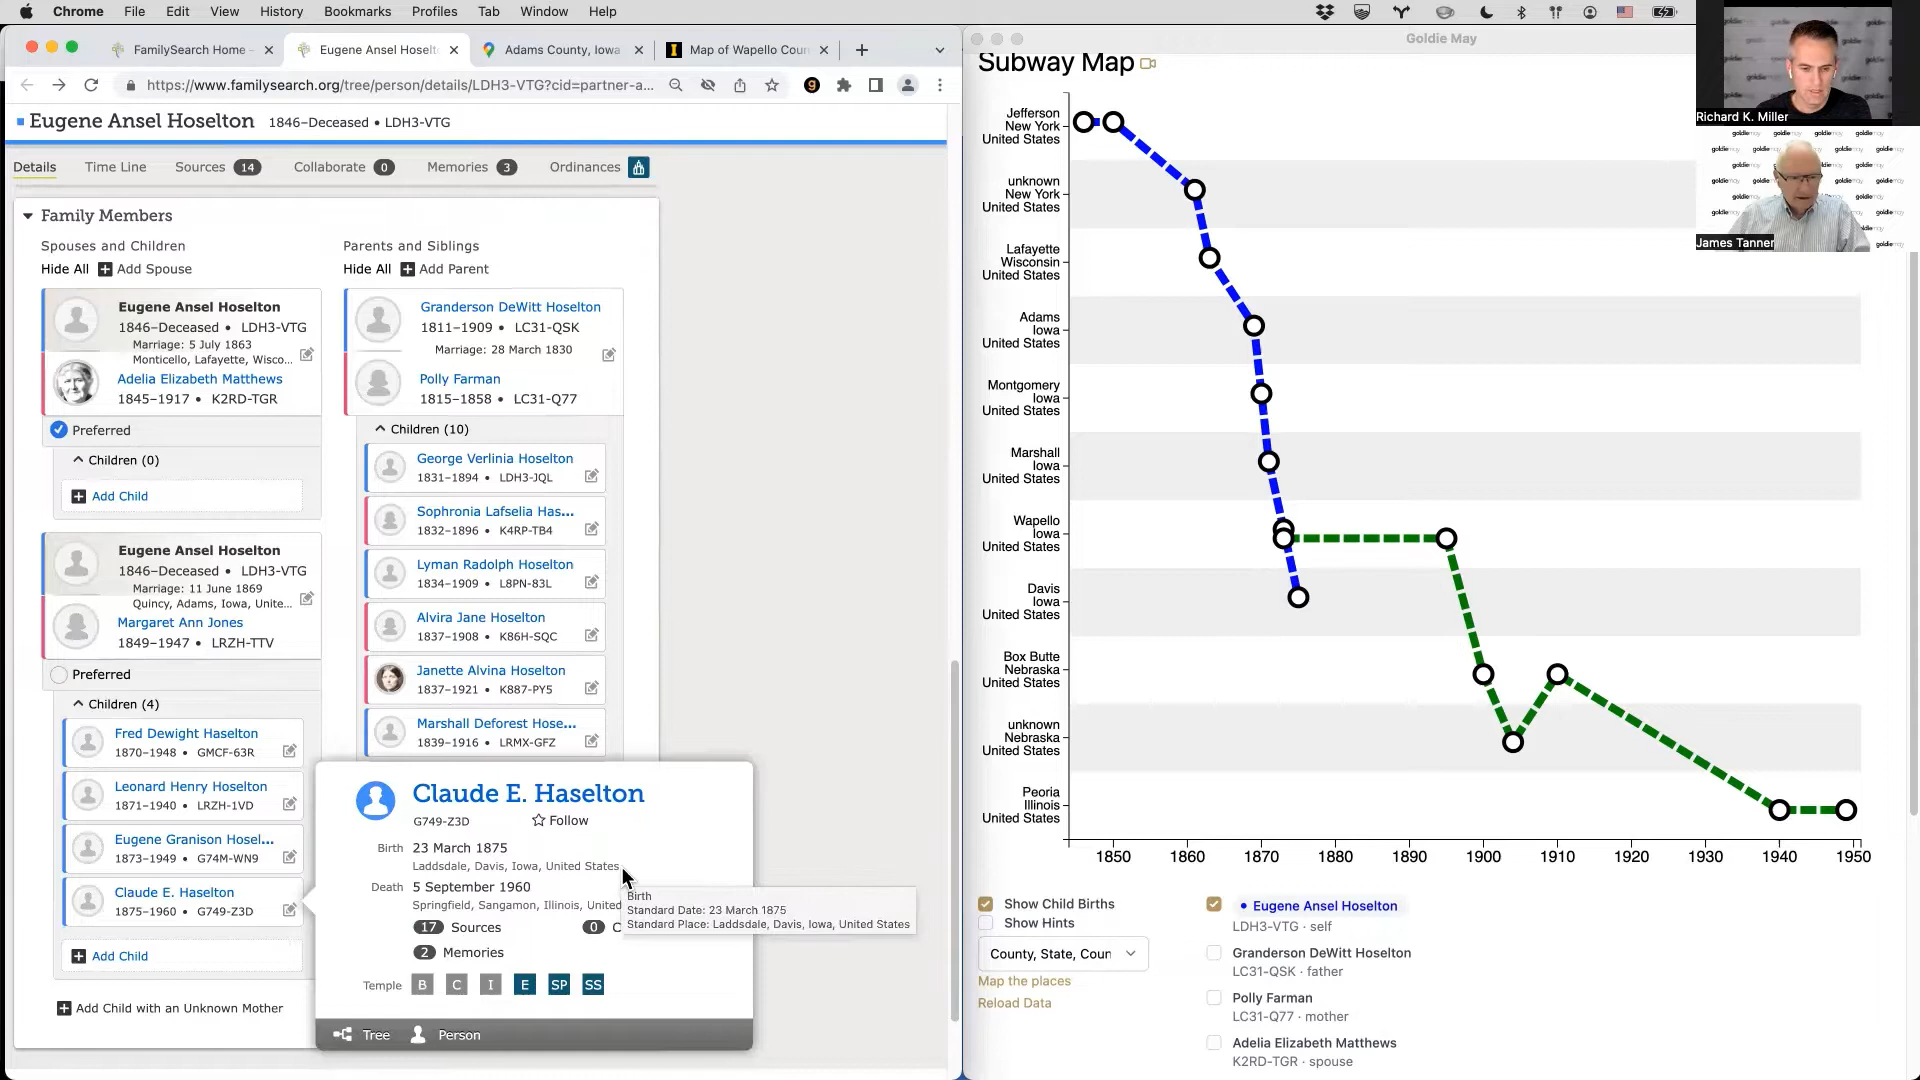 Chrome File Edit View History Bookmarks Profiles Tab Window Help
FamilySearch Home –
Eugene Ansel Hoselt
Adams County, Iowa
Map of Wapello Coun
https://www.familysearch.org/tree/person/details/LDH3-VTG?cid=partner-a...
Eugene Ansel Hoselton 1846–Deceased • LDH3-VTG
Details Time Line Sources 14 Collaborate 0 Memories 3 Ordinances
Family Members
Spouses and Children
Hide All Add Spouse
Eugene Ansel Hoselton
1846–Deceased • LDH3-VTG
Marriage: 5 July 1863
Monticello, Lafayette, Wisco...
Adelia Elizabeth Matthews
1845–1917 • K2RD-TGR
Preferred
Children (0)
Add Child
Eugene Ansel Hoselton
1846–Deceased • LDH3-VTG
Marriage: 11 June 1869
Quincy, Adams, Iowa, Unite...
Margaret Ann Jones
1849–1947 • LRZH-TTV
Preferred
Children (4)
Fred Dewight Haselton
1870–1948 • GMCF-63R
Leonard Henry Hoselton
1871–1940 • LRZH-1VD
Eugene Granison Hosel...
1873–1949 • G74M-WN9
Claude E. Haselton
1875–1960 • G749-Z3D
Add Child
Add Child with an Unknown Mother
Parents and Siblings
Hide All Add Parent
Granderson DeWitt Hoselton
1811–1909 • LC31-QSK
Marriage: 28 March 1830
Polly Farman
1815–1858 • LC31-Q77
Children (10)
George Verlinia Hoselton
1831–1894 • LDH3-JQL
Sophronia Lafselia Has...
1832–1896 • K4RP-TB4
Lyman Radolph Hoselton
1834–1909 • L8PN-83L
Alvira Jane Hoselton
1837–1908 • K86H-SQC
Janette Alvina Hoselton
1837–1921 • K887-PY5
Marshall Deforest Hose...
1839–1916 • LRMX-GFZ
Claude E. Haselton
G749-Z3D Follow
Birth 23 March 1875
Laddsdale, Davis, Iowa, United States
Death 5 September 1960
Springfield, Sangamon, Illinois, United
17 Sources 0 C
2 Memories
Temple B C I E SP SS
Tree Person
Birth
Standard Date: 23 March 1875
Standard Place: Laddsdale, Davis, Iowa, United States
Goldie May
Subway Map
Jefferson
New York
United States
unknown
New York
United States
Lafayette
Wisconsin
United States
Adams
Iowa
United States
Montgomery
Iowa
United States
Marshall
Iowa
United States
Wapello
Iowa
United States
Davis
Iowa
United States
Box Butte
Nebraska
United States
unknown
Nebraska
United States
Peoria
Illinois
United States
1850 1860 1870 1880 1890 1900 1910 1920 1930 1940 1950
Show Child Births
Show Hints
County, State, Coun
Map the places
Reload Data
• Eugene Ansel Hoselton
LDH3-VTG · self
Granderson DeWitt Hoselton
LC31-QSK · father
Polly Farman
LC31-Q77 · mother
Adelia Elizabeth Matthews
K2RD-TGR · spouse
Richard K. Miller
James Tanner